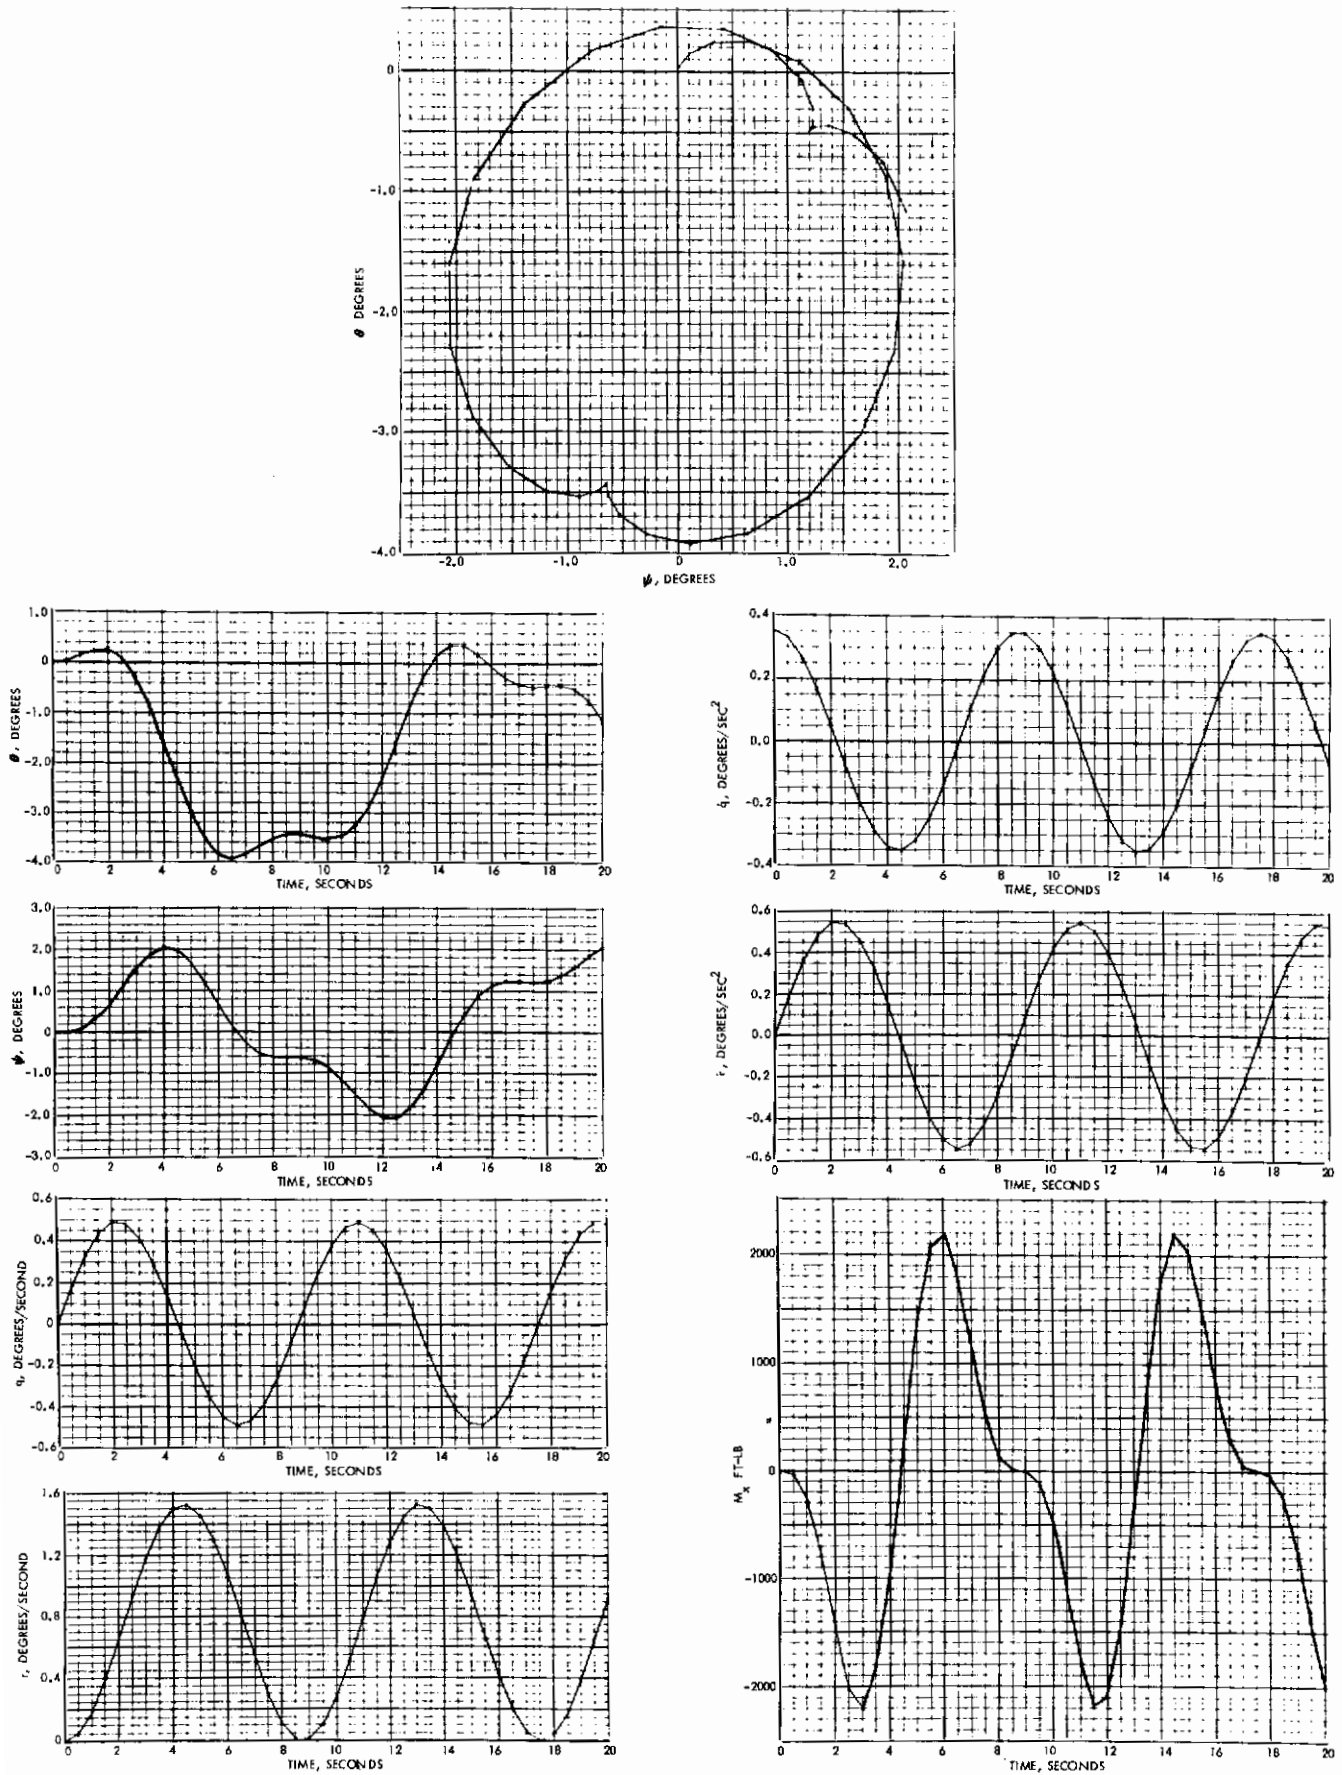 0
-1.0
θ DEGREES
-2.0
-3.0
-4.0
-2.0 -1.0 0 1.0 2.0
ψ, DEGREES
1.0
0
-1.0
θ, DEGREES
-2.0
-3.0
-4.0
0 2 4 6 8 10 12 14 16 18 20
TIME, SECONDS
0.4
0.2
0.0
q̇, DEGREES/SEC²
-0.2
-0.4
0 2 4 6 8 10 12 14 16 18 20
TIME, SECONDS
3.0
2.0
1.0
ψ, DEGREES
0
-1.0
-2.0
-3.0
0 2 4 6 8 10 12 14 16 18 20
TIME, SECONDS
0.6
0.4
0.2
ṙ, DEGREES/SEC²
0.0
-0.2
-0.4
-0.6
0 2 4 6 8 10 12 14 16 18 20
TIME, SECONDS
0.6
0.4
0.2
q, DEGREES/SECOND
0
-0.2
-0.4
-0.6
0 2 4 6 8 10 12 14 16 18 20
TIME, SECONDS
1.6
1.2
r, DEGREES/SECOND
0.8
0.4
0
0 2 4 6 8 10 12 14 16 18 20
TIME, SECONDS
2000
1000
Mx FT-LB
0
-1000
-2000
0 2 4 6 8 10 12 14 16 18 20
TIME, SECONDS